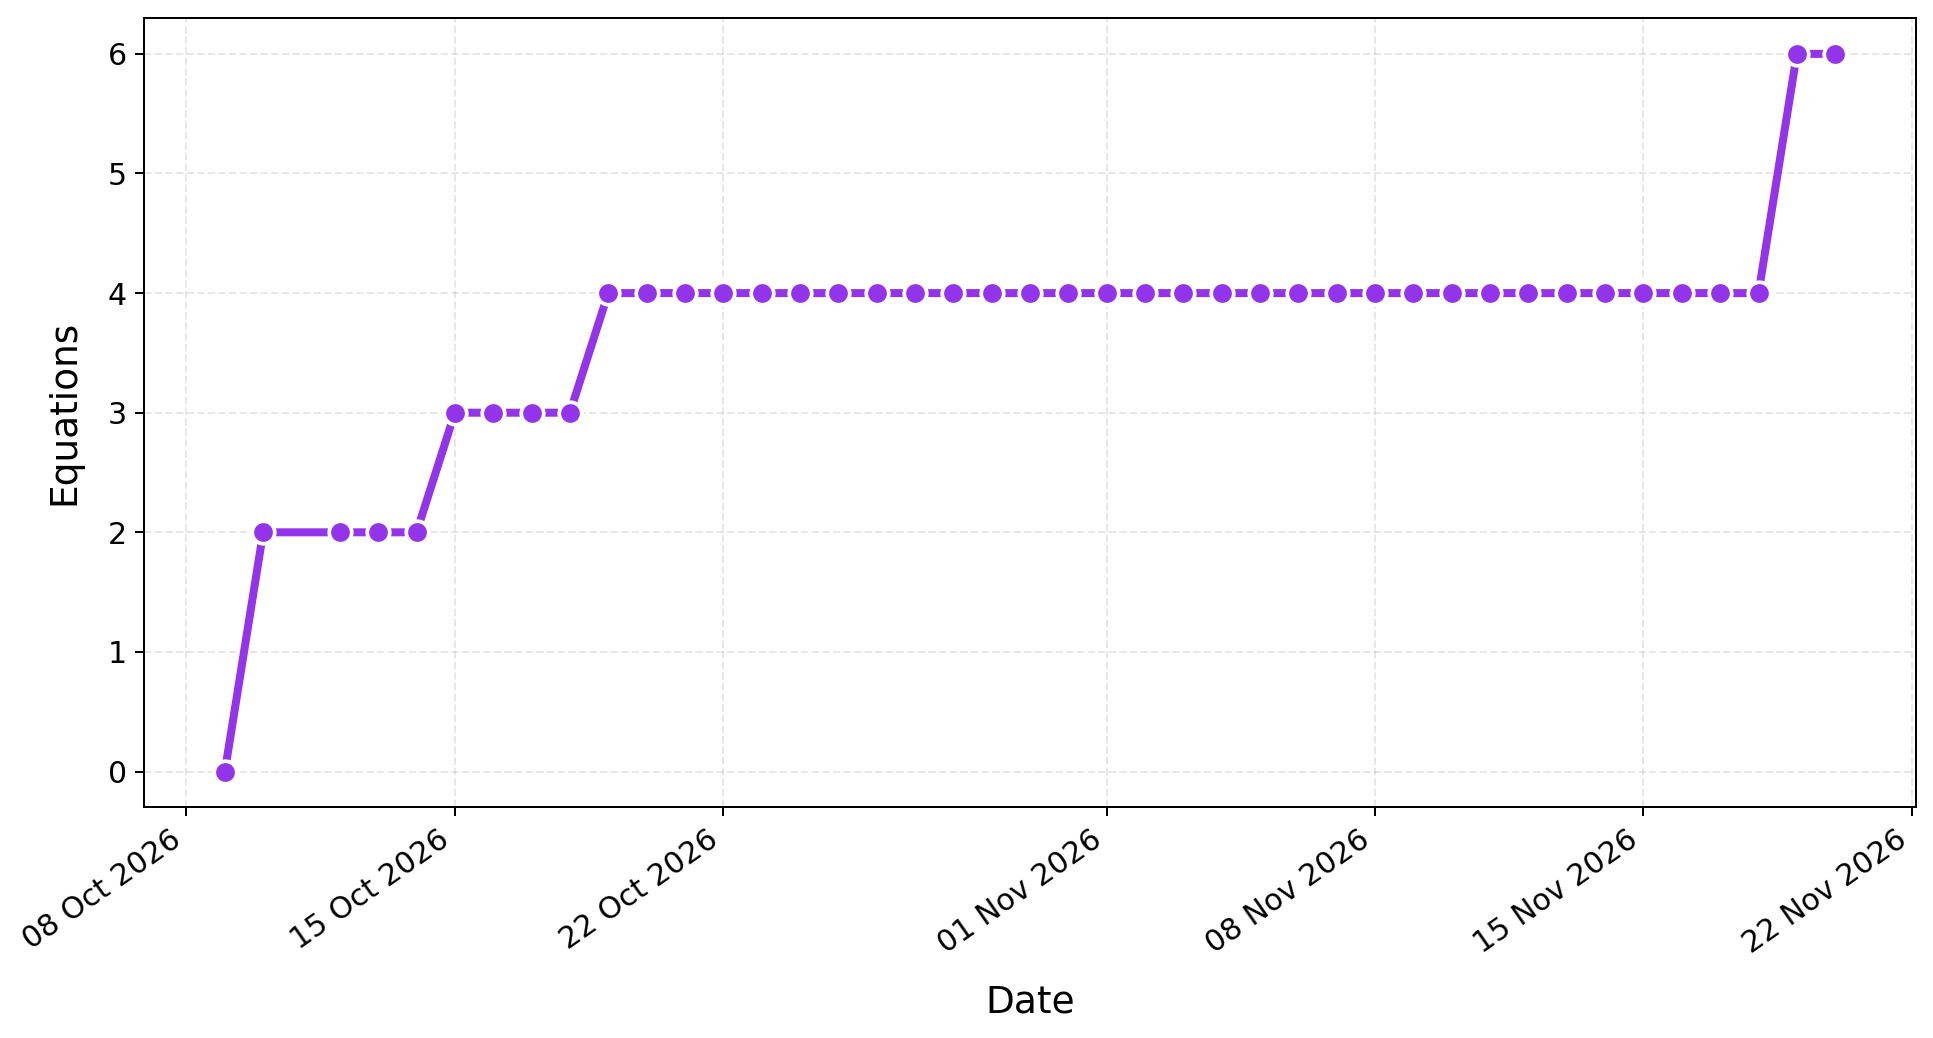 6
5
4
3
2
1
0
Equations
08 Oct 2026
15 Oct 2026
22 Oct 2026
01 Nov 2026
08 Nov 2026
15 Nov 2026
22 Nov 2026
Date